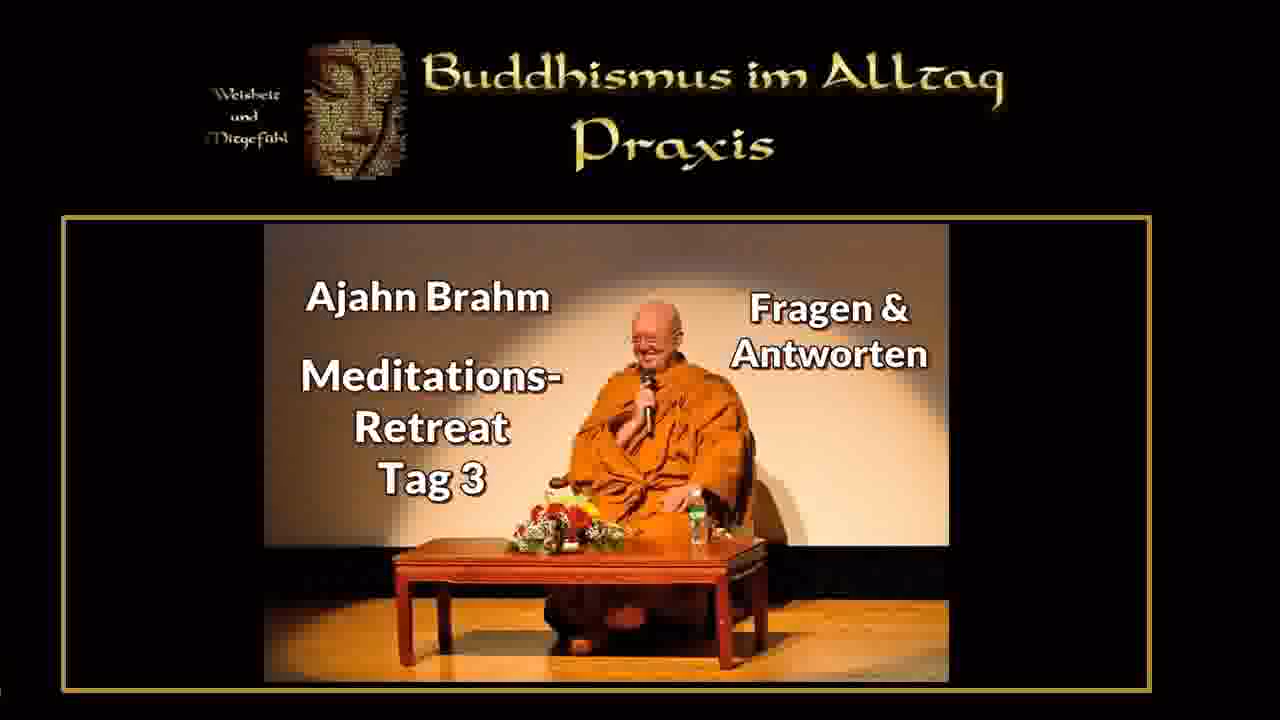 Buddhismus im Alltag
Praxis
Weisheit
und
Mitgefühl
Ajahn Brahm
Meditations-
Retreat
Tag 3
Fragen &
Antworten